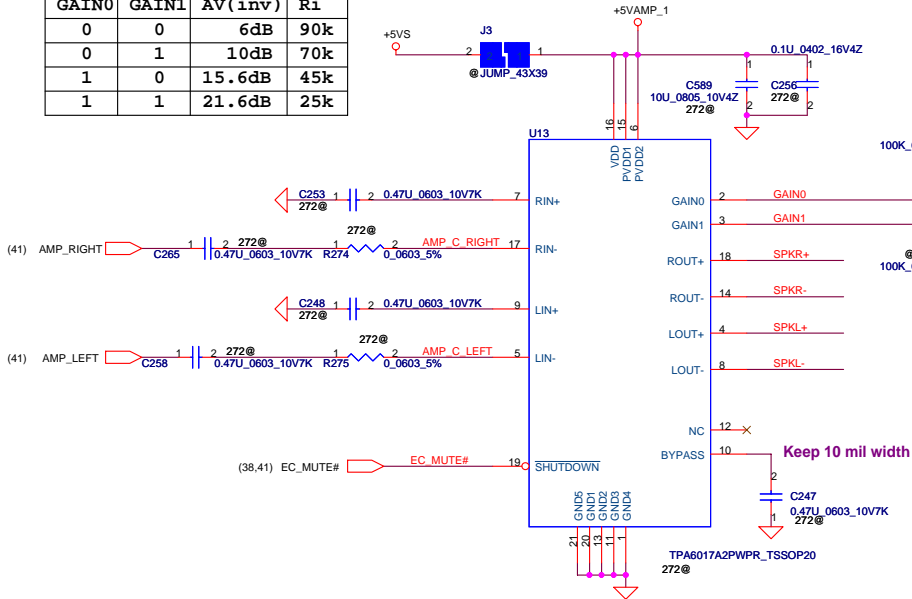 GAIN0 GAIN1 AV(inv) Ri
0 0 6dB 90k
0 1 10dB 70k
1 0 15.6dB 45k
1 1 21.6dB 25k
+5VAMP_1
+5VS
J3
2 1
@JUMP_43X39
0.1U_0402_16V4Z
C589
10U_0805_10V4Z
272@
1
2
C256
272@
1
2
U13
16 15 6
VDD
PVDD1
PVDD2
C253 1 2 0.47U_0603_10V7K
272@
7 RIN+
(41) AMP_RIGHT
1 2 272@
C265 0.47U_0603_10V7K
272@
R274 1 2 0_0603_5%
AMP_C_RIGHT 17 RIN-
C248 1 2 0.47U_0603_10V7K
272@
9 LIN+
(41) AMP_LEFT
1 2 272@
C258 0.47U_0603_10V7K
272@
R275 1 2 0_0603_5%
AMP_C_LEFT 5 LIN-
(38,41) EC_MUTE#
EC_MUTE# 19 SHUTDOWN
GAIN0 2 GAIN0
GAIN1 3 GAIN1
ROUT+ 18 SPKR+
ROUT- 14 SPKR-
LOUT+ 4 SPKL+
LOUT- 8 SPKL-
NC 12
BYPASS 10
100K_
@
100K_
Keep 10 mil width
2
C247
0.47U_0603_10V7K
1
272@
GND5
GND1
GND2
GND3
GND4
21 20 13 11 1
TPA6017A2PWPR_TSSOP20
272@